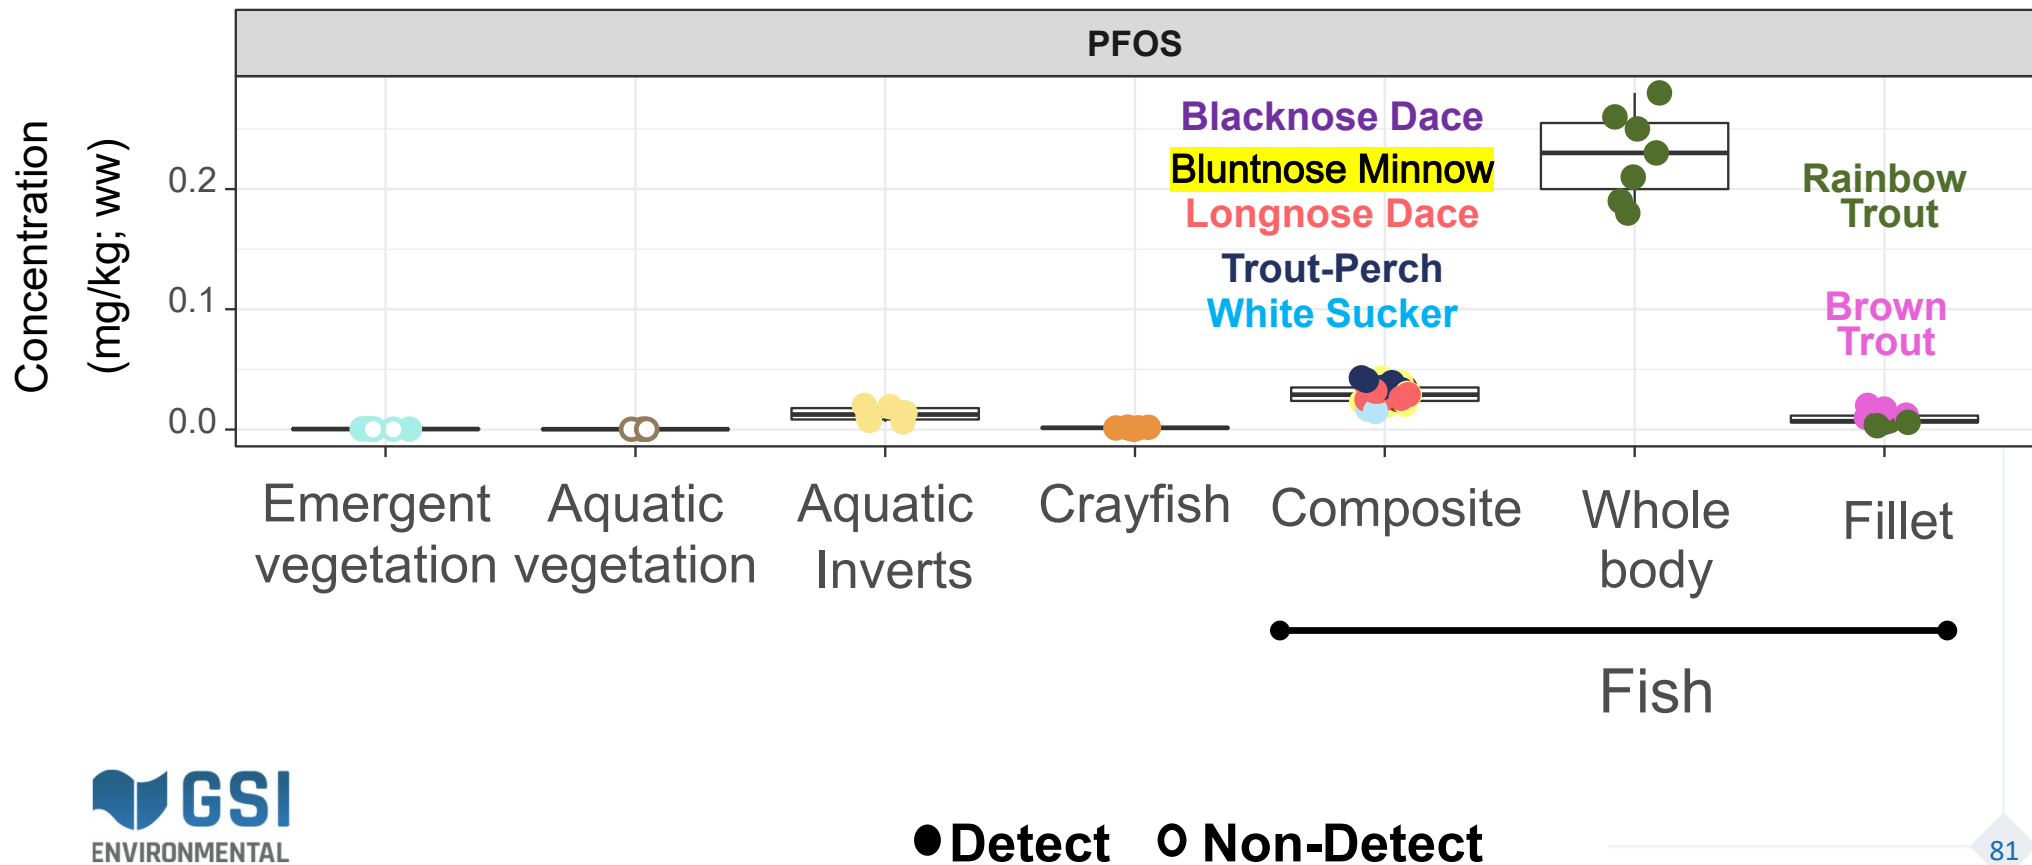 PFOS
Concentration
(mg/kg; ww)
0.2
0.1
0.0
Blacknose Dace
Bluntnose Minnow
Longnose Dace
Trout-Perch
White Sucker
Rainbow
Trout
Brown
Trout
Emergent
vegetation
Aquatic
vegetation
Aquatic
Inverts
Crayfish
Composite
Whole
body
Fillet
Fish
GSI
ENVIRONMENTAL
Detect
Non-Detect
81